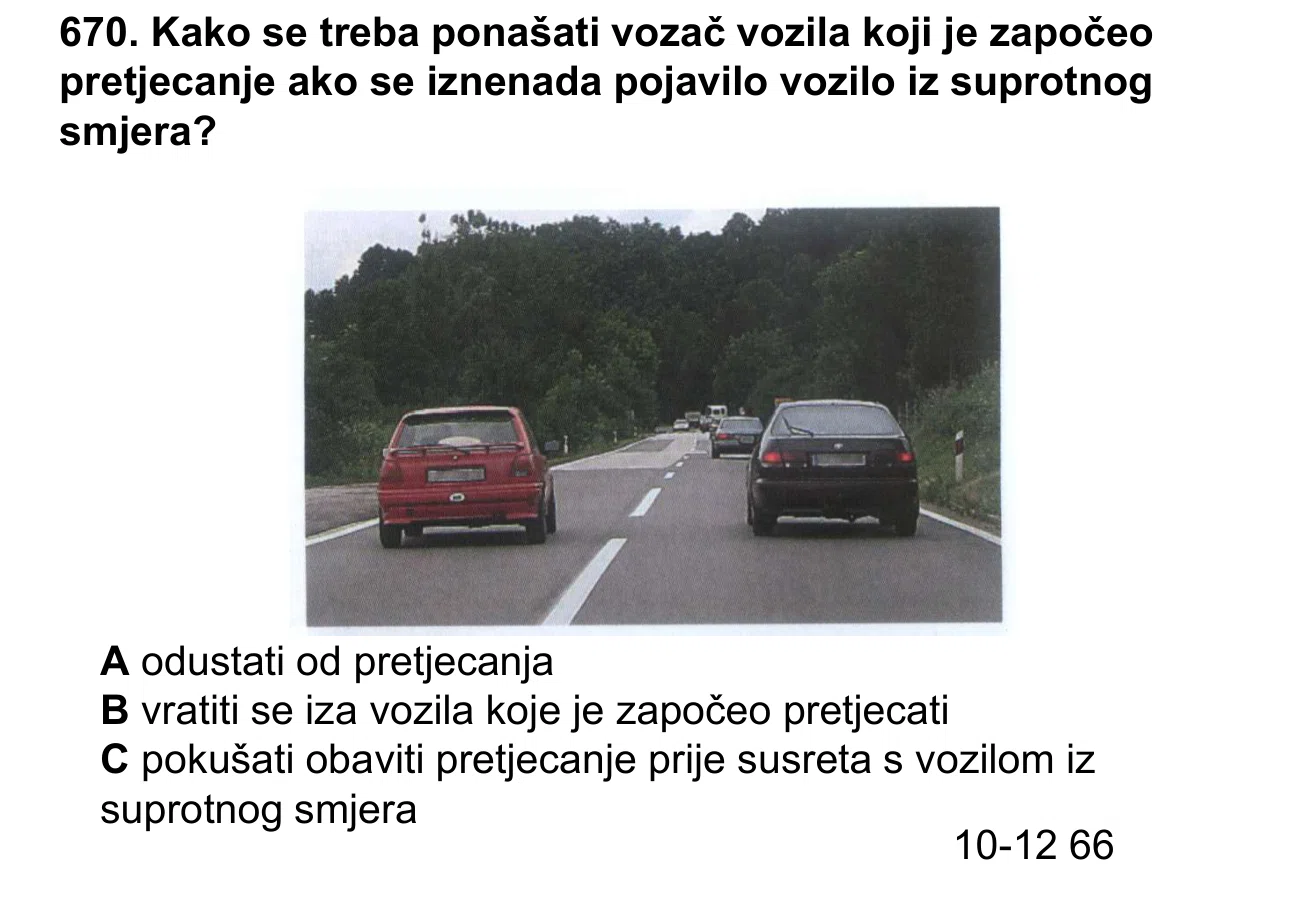 670. Kako se treba ponašati vozač vozila koji je započeo
pretjecanje ako se iznenada pojavilo vozilo iz suprotnog
smjera?
A odustati od pretjecanja
B vratiti se iza vozila koje je započeo pretjecati
C pokušati obaviti pretjecanje prije susreta s vozilom iz
suprotnog smjera
10-12 66